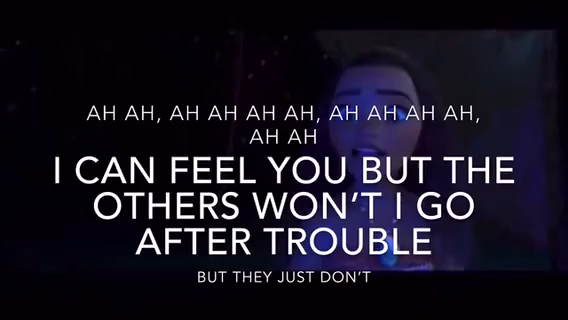 AH AH, AH AH AH AH, AH AH AH AH,
AH AH
I CAN FEEL YOU BUT THE
OTHERS WON'T I GO
AFTER TROUBLE
BUT THEY JUST DON'T